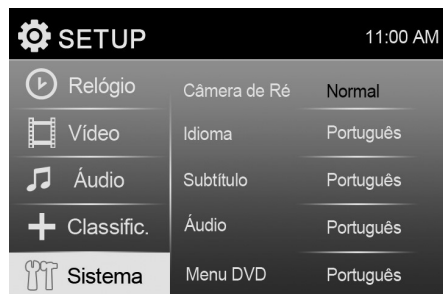 SETUP 11:00 AM
Relógio
Vídeo
Áudio
Classific.
Sistema
Câmera de Ré Normal
Idioma Português
Subtítulo Português
Áudio Português
Menu DVD Português